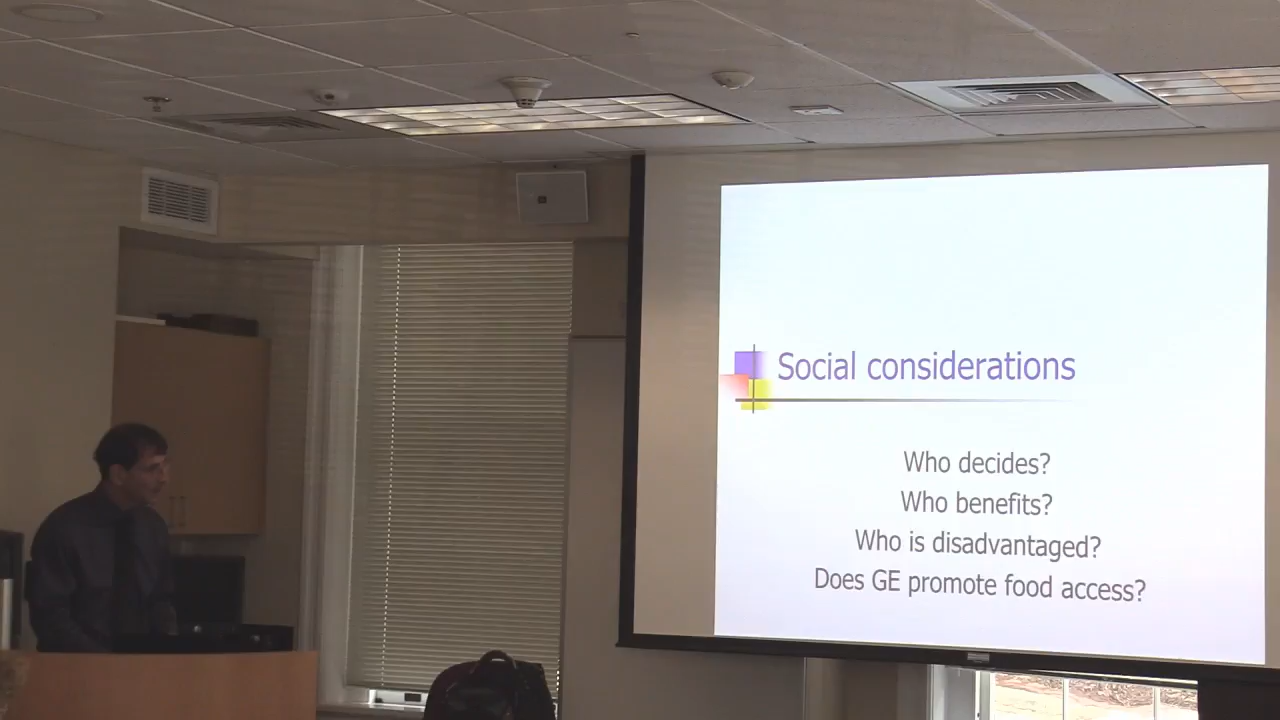 Social considerations
Who decides?
Who benefits?
Who is disadvantaged?
Does GE promote food access?